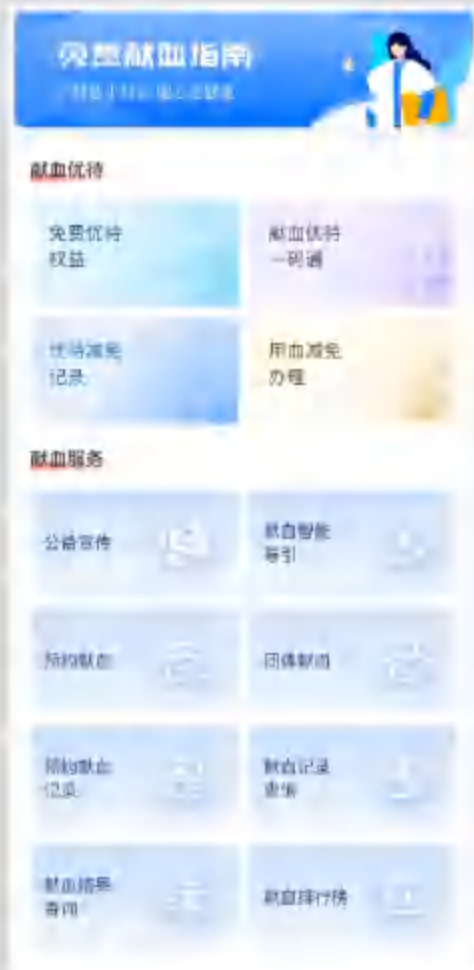 完整献血指南
献血优待
免费优待
权益
献血优待
一码通
优待减免
记录
用血减免
办理
献血服务
公益宣传
献血智能
导引
预约献血
团体献血
预约献血
记录
献血记录
查询
献血结果
查询
献血排行榜